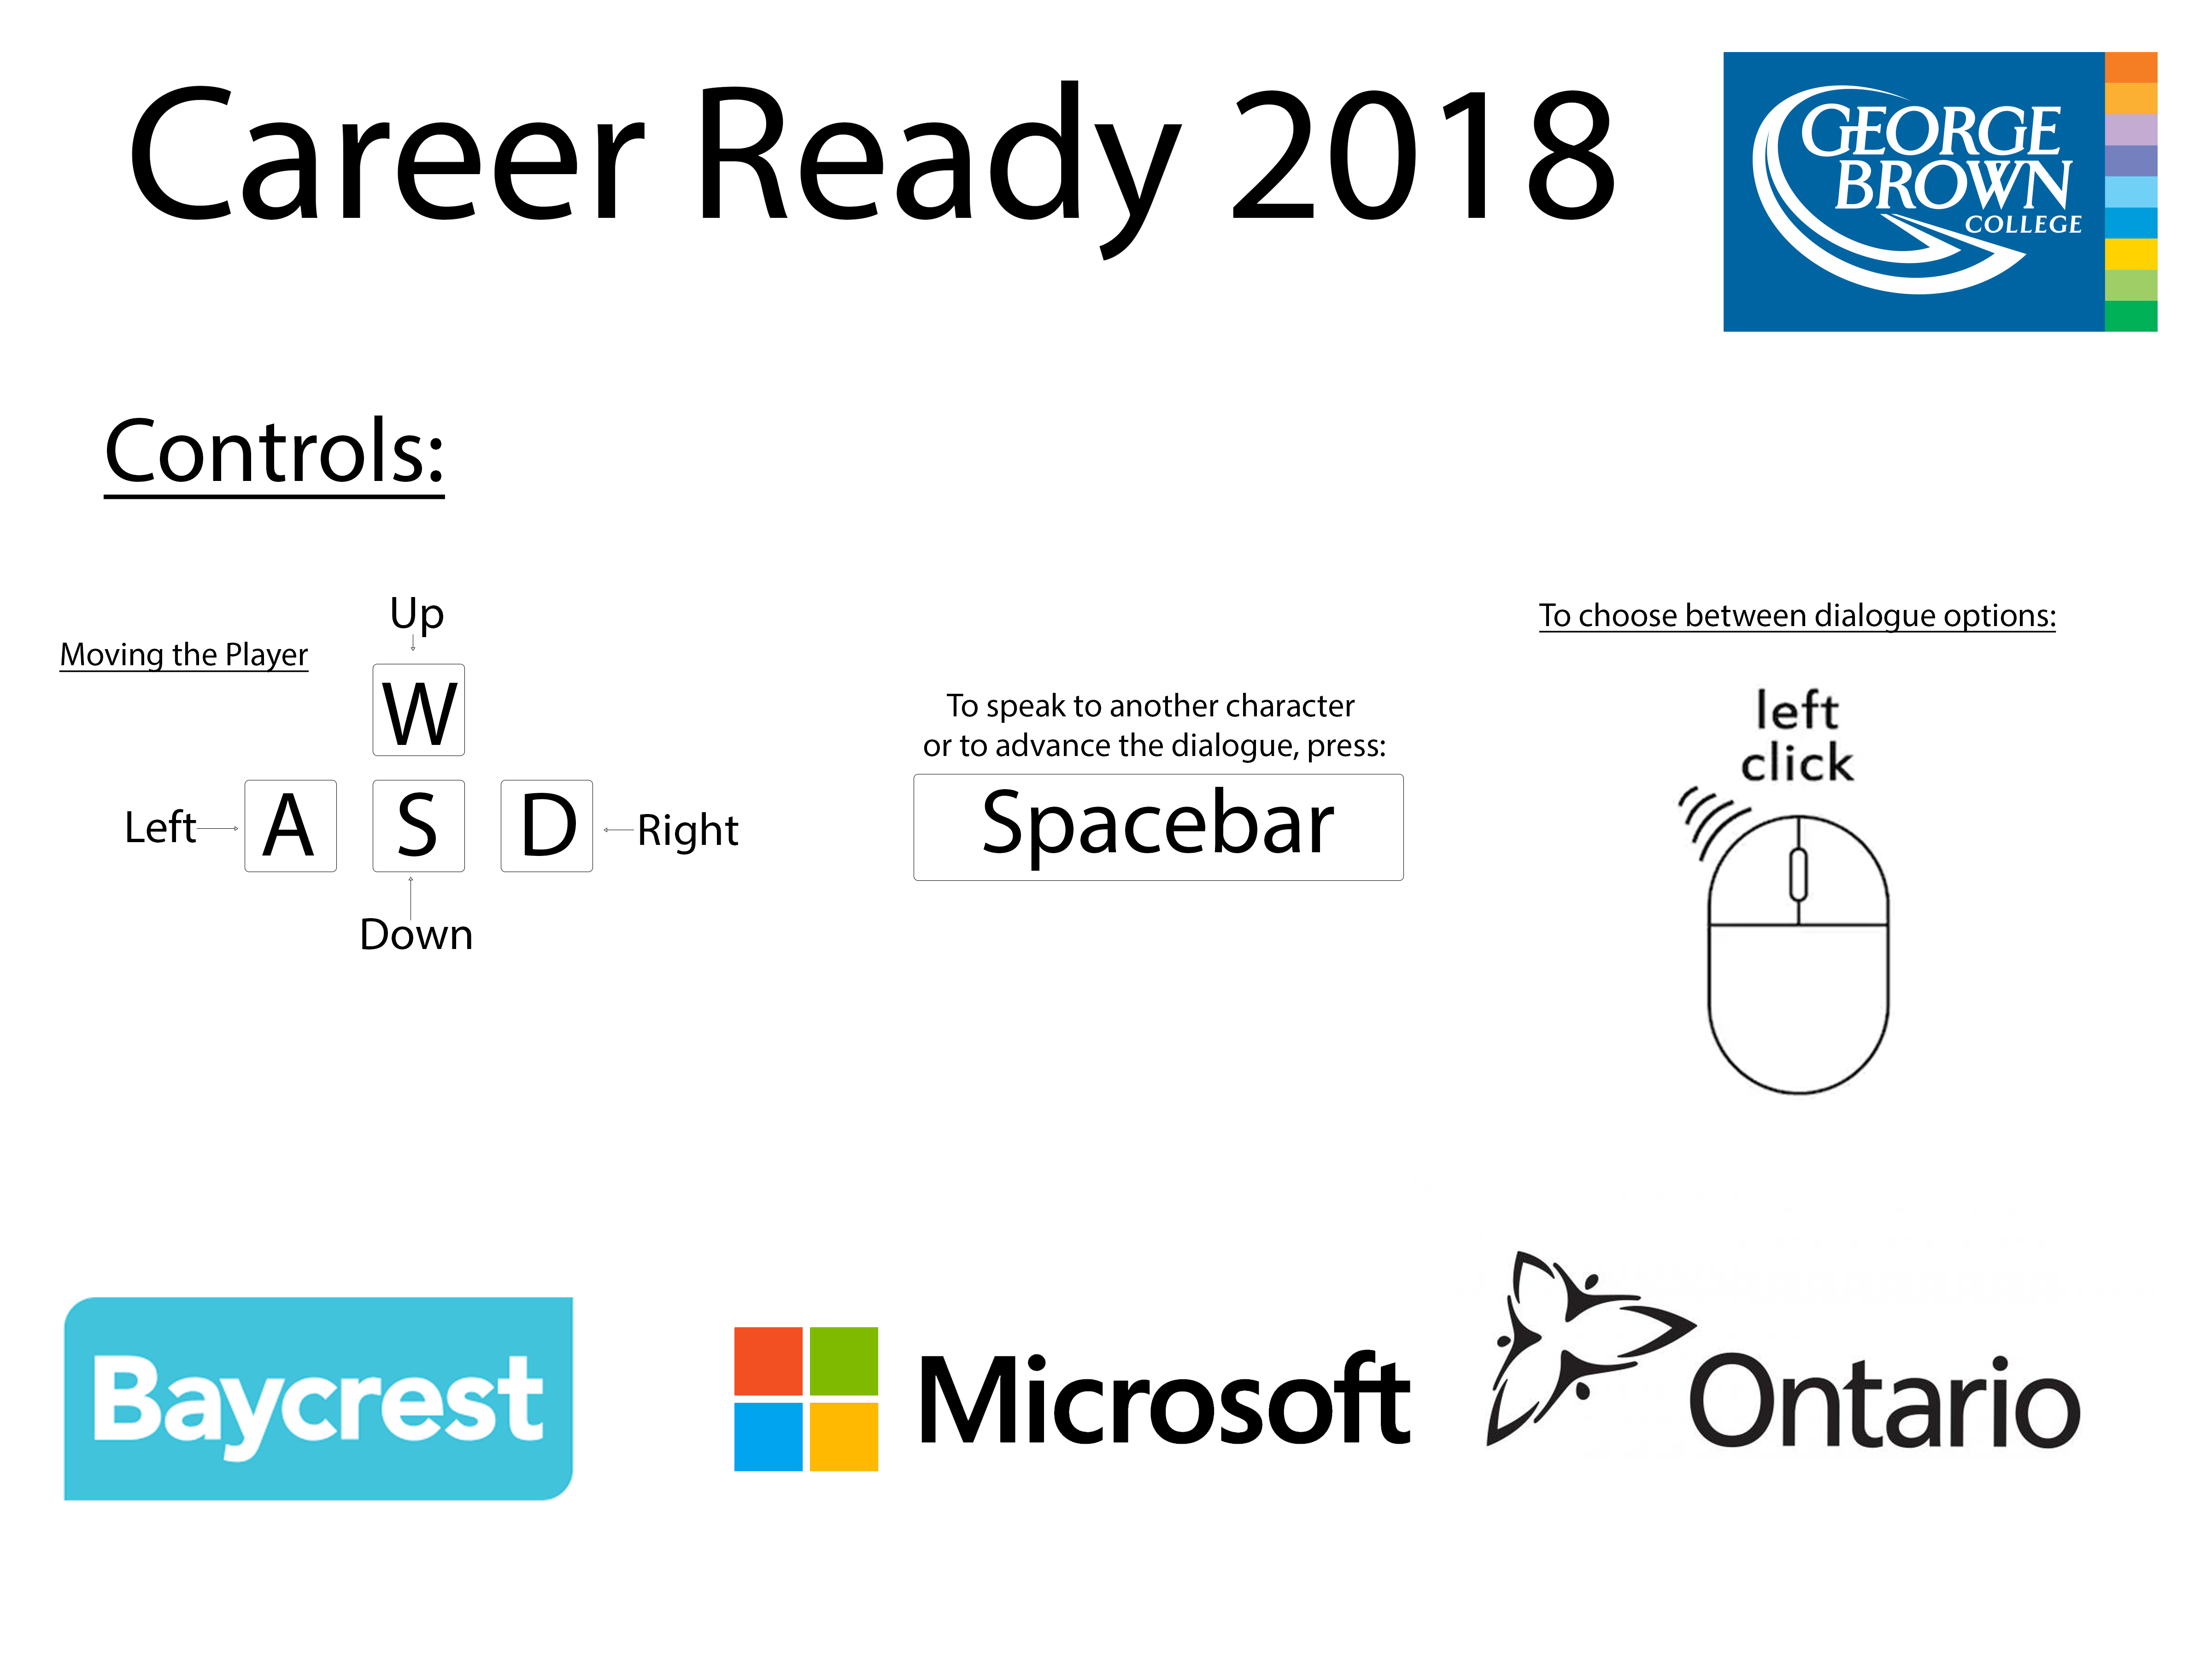 Career Ready 2018
GEORGE
BROWN
COLLEGE
Controls:
Moving the Player
Up
W
Left
A
S
D
Right
Down
To speak to another character
or to advance the dialogue, press:
Spacebar
To choose between dialogue options:
left
click
Baycrest
Microsoft
Ontario